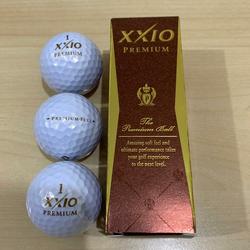 1
XXIO
PREMIUM
PREMIUM
1
XXIO
PREMIUM
XXIO
PREMIUM
The
Premium Ball
Amazing soft feel and
ultimate performance takes
your golf experience
to the next level.